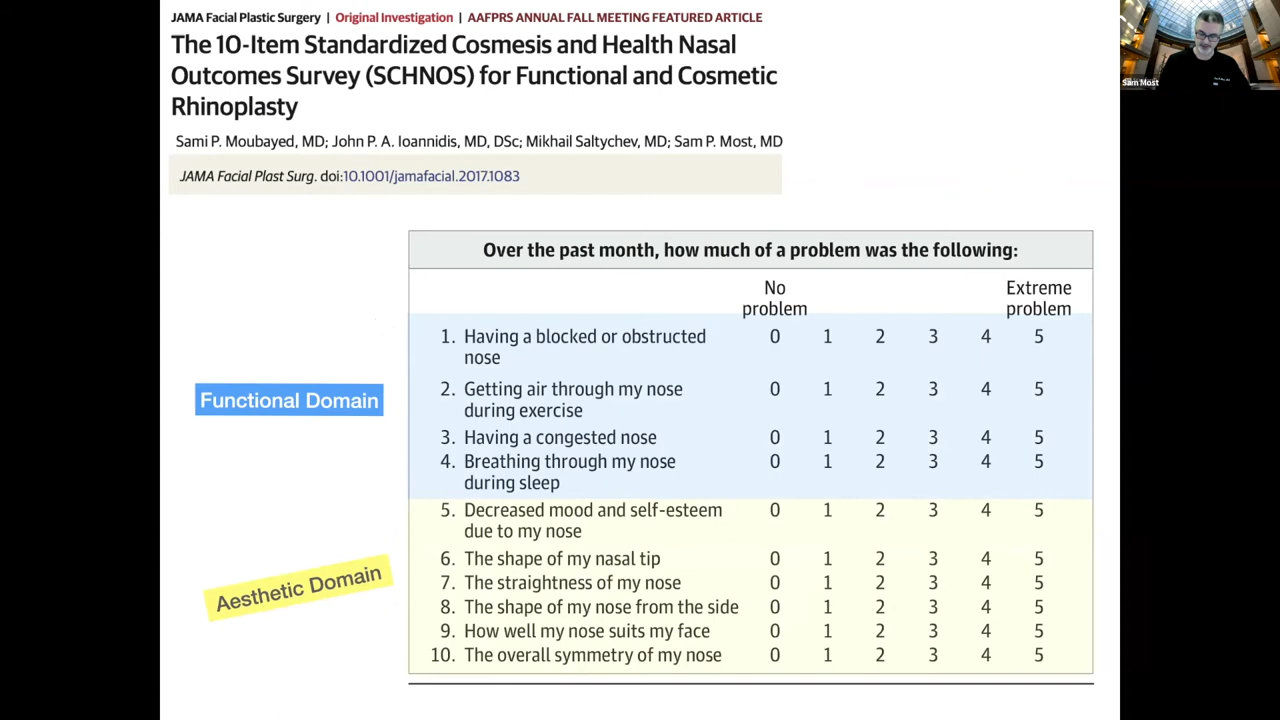 JAMA Facial Plastic Surgery | Original Investigation | AAFPRS ANNUAL FALL MEETING FEATURED ARTICLE
The 10-Item Standardized Cosmesis and Health Nasal
Outcomes Survey (SCHNOS) for Functional and Cosmetic
Rhinoplasty
Sami P. Moubayed, MD; John P. A. Ioannidis, MD, DSc; Mikhail Saltychev, MD; Sam P. Most, MD
JAMA Facial Plast Surg. doi:10.1001/jamafacial.2017.1083
Sam Most
Over the past month, how much of a problem was the following:
No problem
Extreme problem
Functional Domain
1. Having a blocked or obstructed 0 1 2 3 4 5
nose
2. Getting air through my nose 0 1 2 3 4 5
during exercise
3. Having a congested nose 0 1 2 3 4 5
4. Breathing through my nose 0 1 2 3 4 5
during sleep
Aesthetic Domain
5. Decreased mood and self-esteem 0 1 2 3 4 5
due to my nose
6. The shape of my nasal tip 0 1 2 3 4 5
7. The straightness of my nose 0 1 2 3 4 5
8. The shape of my nose from the side 0 1 2 3 4 5
9. How well my nose suits my face 0 1 2 3 4 5
10. The overall symmetry of my nose 0 1 2 3 4 5